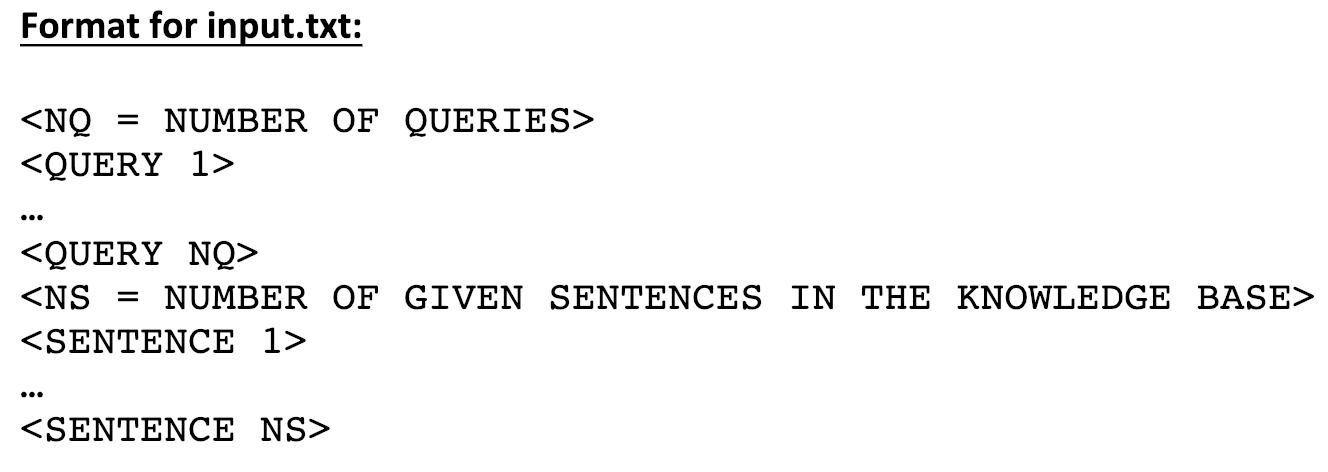 Format for input.txt:
<NQ = NUMBER OF QUERIES>
<QUERY 1>
…
<QUERY NQ>
<NS = NUMBER OF GIVEN SENTENCES IN THE KNOWLEDGE BASE>
<SENTENCE 1>
…
<SENTENCE NS>